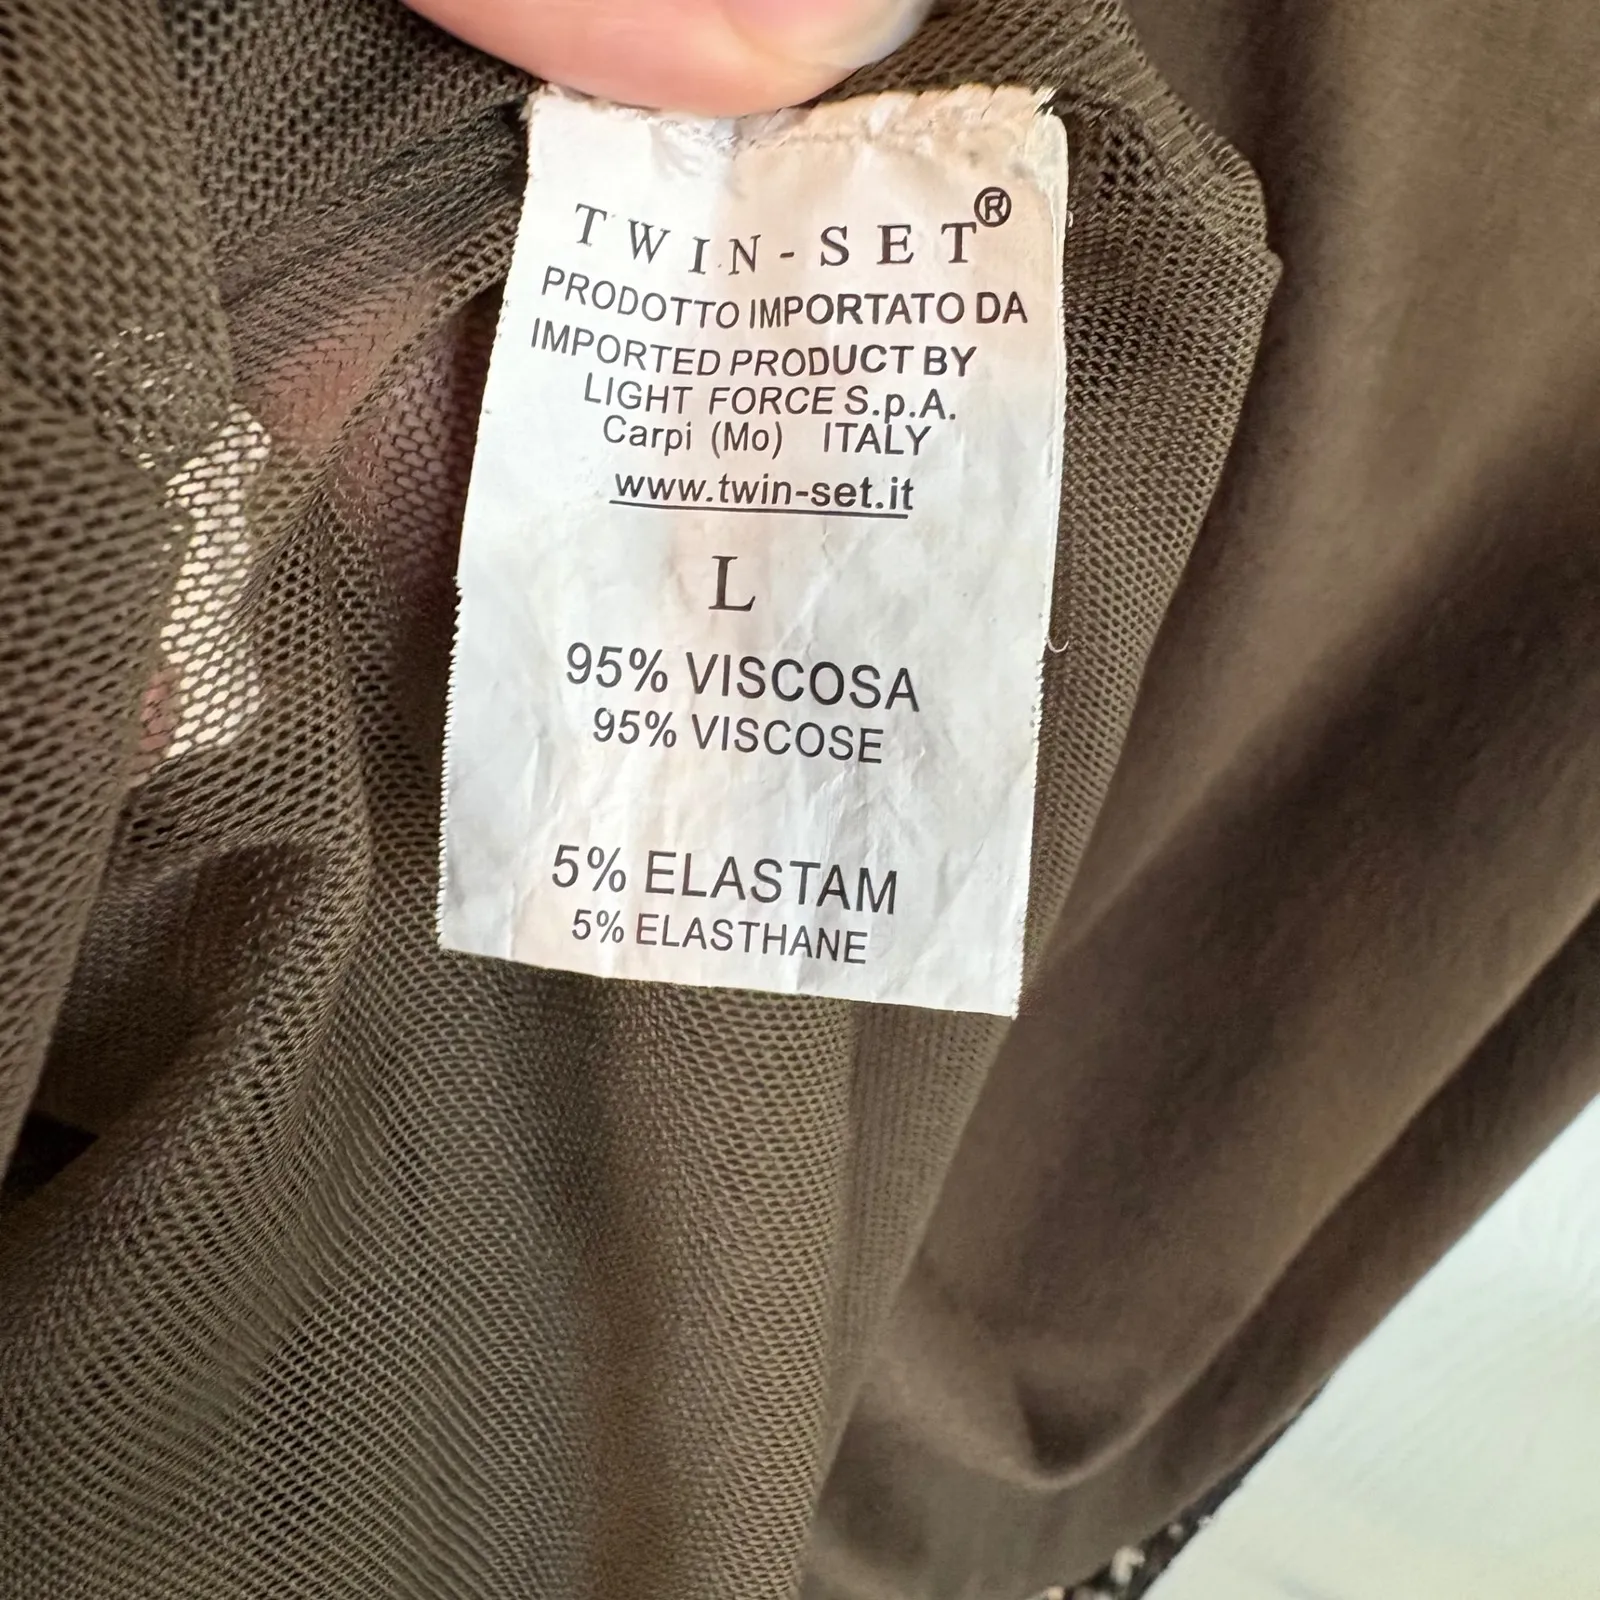 TWIN-SET®
PRODOTTO IMPORTATO DA
IMPORTED PRODUCT BY
LIGHT FORCE S.p.A.
Carpi (Mo) ITALY
www.twin-set.it
L
95% VISCOSA
95% VISCOSE
5% ELASTAM
5% ELASTHANE